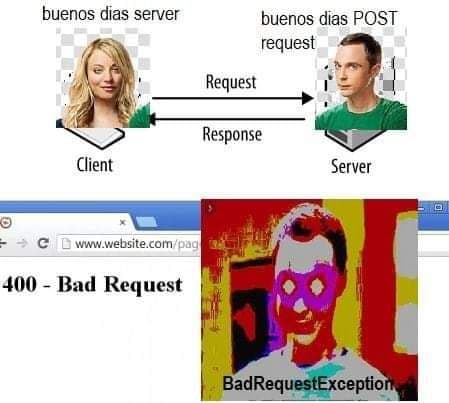 buenos dias server
buenos dias POST
request
Request
Response
Client
Server
www.website.com/pag
400 - Bad Request
BadRequestException